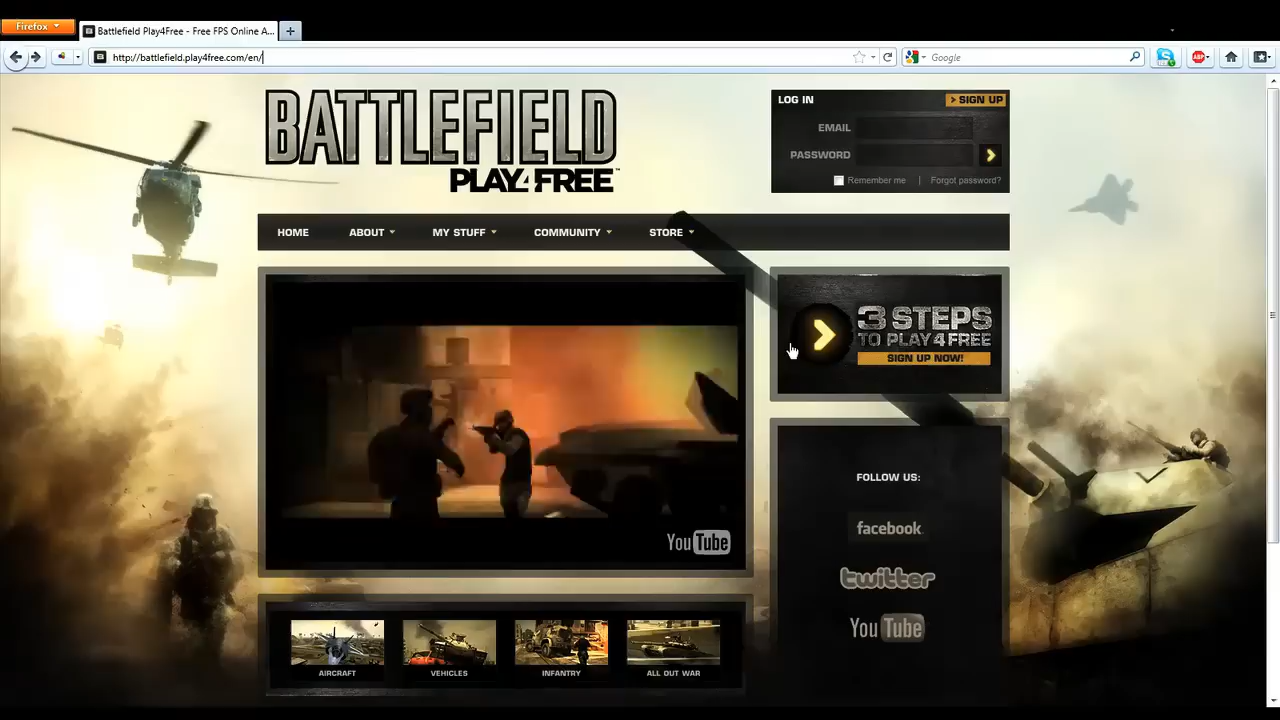 Firefox
Battlefield Play4Free - Free FPS Online A...
http://battlefield.play4free.com/en/
Google
ABP
BATTLEFIELD
PLAY4FREE™
LOG IN
> SIGN UP
EMAIL
PASSWORD
Remember me | Forgot password?
HOME ABOUT MY STUFF COMMUNITY STORE
3 STEPS
TO PLAY4FREE
SIGN UP NOW!
YouTube
FOLLOW US:
facebook
twitter
YouTube
AIRCRAFT VEHICLES INFANTRY ALL OUT WAR